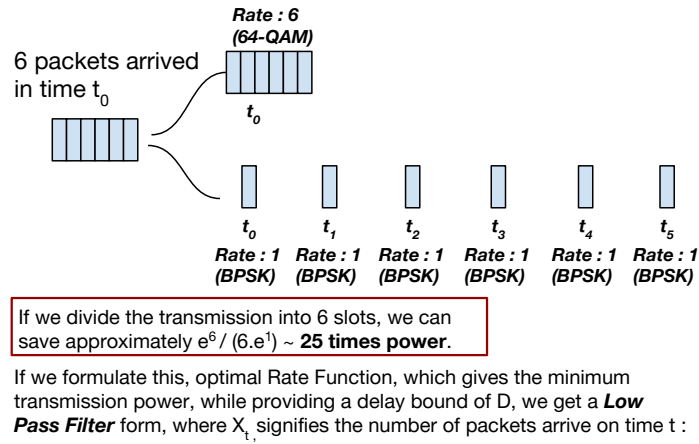 Rate : 6
(64-QAM)
6 packets arrived
in time t0
t0
t0 t1 t2 t3 t4 t5
Rate : 1 Rate : 1 Rate : 1 Rate : 1 Rate : 1 Rate : 1
(BPSK) (BPSK) (BPSK) (BPSK) (BPSK) (BPSK)
If we divide the transmission into 6 slots, we can
save approximately e^6 / (6.e^1) ~ 25 times power.
If we formulate this, optimal Rate Function, which gives the minimum
transmission power, while providing a delay bound of D, we get a Low
Pass Filter form, where Xt, signifies the number of packets arrive on time t :